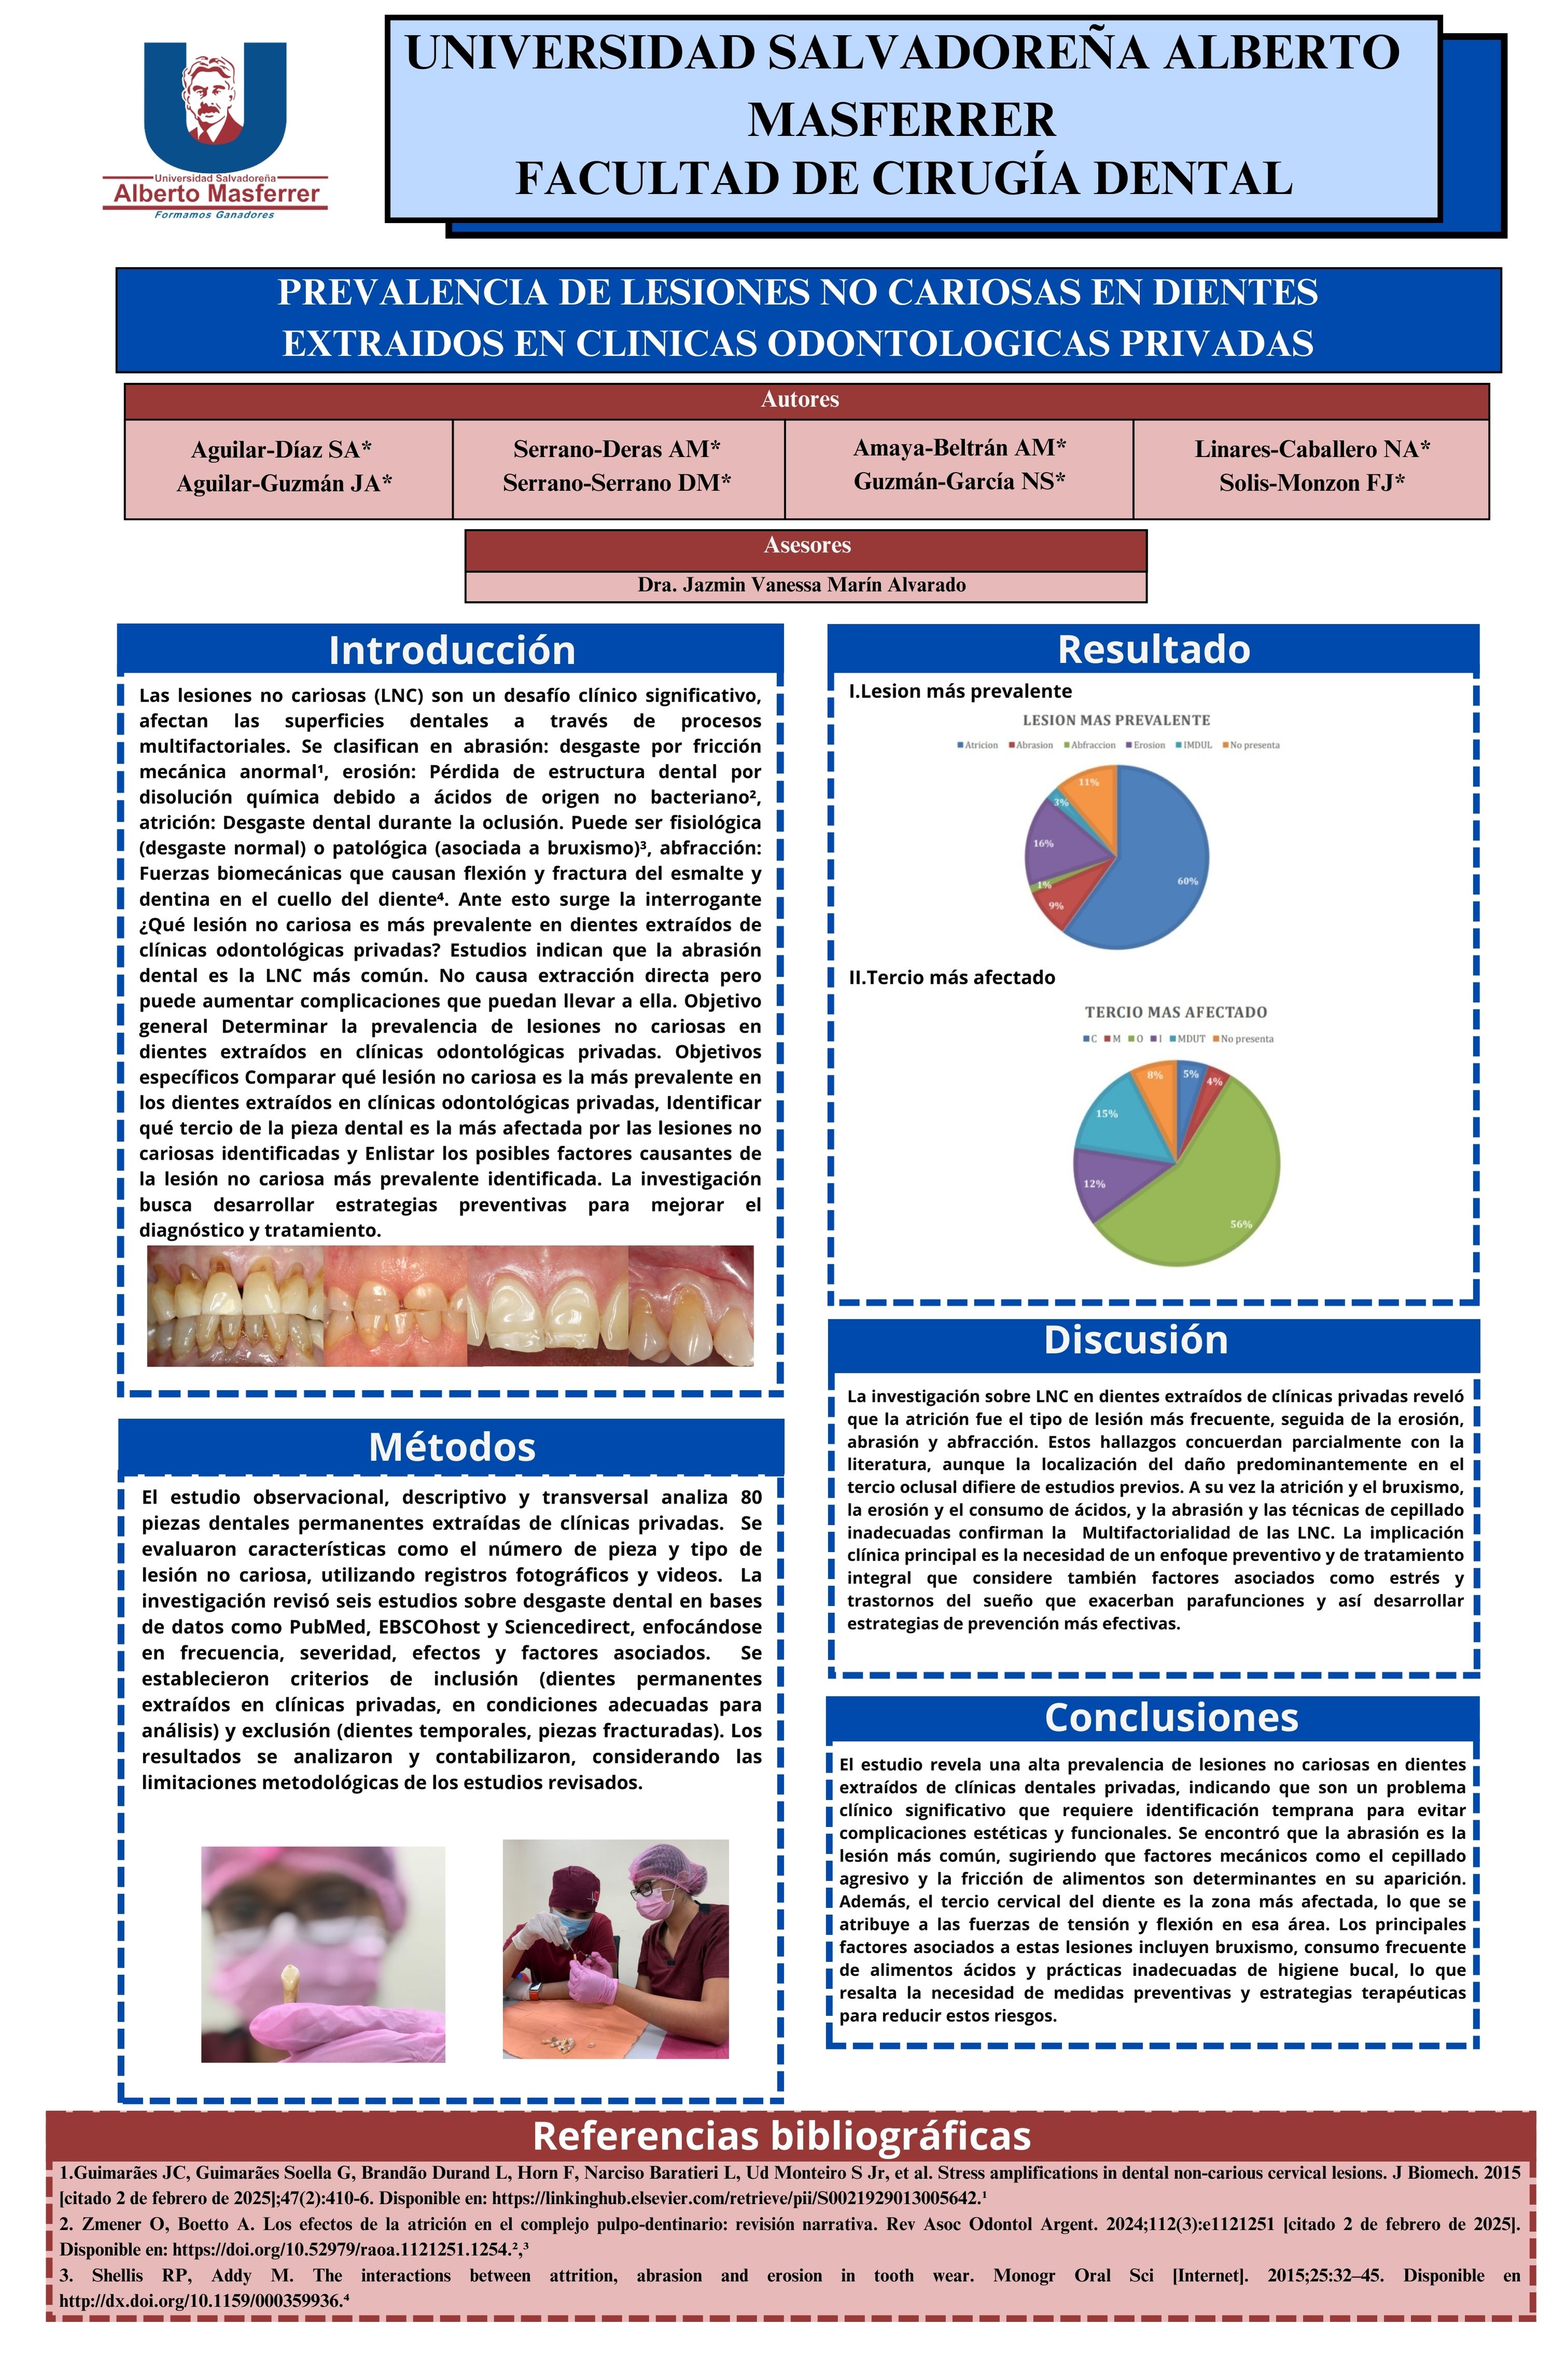 Universidad Salvadoreña
Alberto Masferrer
Formamos Ganadores
UNIVERSIDAD SALVADOREÑA ALBERTO
MASFERRER
FACULTAD DE CIRUGÍA DENTAL
PREVALENCIA DE LESIONES NO CARIOSAS EN DIENTES
EXTRAIDOS EN CLINICAS ODONTOLOGICAS PRIVADAS
Autores
Aguilar-Díaz SA*
Aguilar-Guzmán JA*
Serrano-Deras AM*
Serrano-Serrano DM*
Amaya-Beltrán AM*
Guzmán-García NS*
Linares-Caballero NA*
Solis-Monzon FJ*
Asesores
Dra. Jazmin Vanessa Marín Alvarado
Introducción
Las lesiones no cariosas (LNC) son un desafío clínico significativo,
afectan las superficies dentales a través de procesos
multifactoriales. Se clasifican en abrasión: desgaste por fricción
mecánica anormal¹, erosión: Pérdida de estructura dental por
disolución química debido a ácidos de origen no bacteriano²,
atrición: Desgaste dental durante la oclusión. Puede ser fisiológica
(desgaste normal) o patológica (asociada a bruxismo)³, abfracción:
Fuerzas biomecánicas que causan flexión y fractura del esmalte y
dentina en el cuello del diente⁴. Ante esto surge la interrogante
¿Qué lesión no cariosa es más prevalente en dientes extraídos de
clínicas odontológicas privadas? Estudios indican que la abrasión
dental es la LNC más común. No causa extracción directa pero
puede aumentar complicaciones que puedan llevar a ella. Objetivo
general Determinar la prevalencia de lesiones no cariosas en
dientes extraídos en clínicas odontológicas privadas. Objetivos
específicos Comparar qué lesión no cariosa es la más prevalente en
los dientes extraídos en clínicas odontológicas privadas, Identificar
qué tercio de la pieza dental es la más afectada por las lesiones no
cariosas identificadas y Enlistar los posibles factores causantes de
la lesión no cariosa más prevalente identificada. La investigación
busca desarrollar estrategias preventivas para mejorar el
diagnóstico y tratamiento.
Métodos
El estudio observacional, descriptivo y transversal analiza 80
piezas dentales permanentes extraídas de clínicas privadas. Se
evaluaron características como el número de pieza y tipo de
lesión no cariosa, utilizando registros fotográficos y videos. La
investigación revisó seis estudios sobre desgaste dental en bases
de datos como PubMed, EBSCOhost y Sciencedirect, enfocándose
en frecuencia, severidad, efectos y factores asociados. Se
establecieron criterios de inclusión (dientes permanentes
extraídos en clínicas privadas, en condiciones adecuadas para
análisis) y exclusión (dientes temporales, piezas fracturadas). Los
resultados se analizaron y contabilizaron, considerando las
limitaciones metodológicas de los estudios revisados.
Resultado
I.Lesion más prevalente
LESION MAS PREVALENTE
Atricion Abrasion Abfraccion Erosion IMDUL No presenta
11%
3%
16%
1%
9%
60%
II.Tercio más afectado
TERCIO MAS AFECTADO
C M O I MDUT No presenta
8%
5%
4%
15%
12%
56%
Discusión
La investigación sobre LNC en dientes extraídos de clínicas privadas reveló
que la atrición fue el tipo de lesión más frecuente, seguida de la erosión,
abrasión y abfracción. Estos hallazgos concuerdan parcialmente con la
literatura, aunque la localización del daño predominantemente en el
tercio oclusal difiere de estudios previos. A su vez la atrición y el bruxismo,
la erosión y el consumo de ácidos, y la abrasión y las técnicas de cepillado
inadecuadas confirman la Multifactorialidad de las LNC. La implicación
clínica principal es la necesidad de un enfoque preventivo y de tratamiento
integral que considere también factores asociados como estrés y
trastornos del sueño que exacerban parafunciones y así desarrollar
estrategias de prevención más efectivas.
Conclusiones
El estudio revela una alta prevalencia de lesiones no cariosas en dientes
extraídos de clínicas dentales privadas, indicando que son un problema
clínico significativo que requiere identificación temprana para evitar
complicaciones estéticas y funcionales. Se encontró que la abrasión es la
lesión más común, sugiriendo que factores mecánicos como el cepillado
agresivo y la fricción de alimentos son determinantes en su aparición.
Además, el tercio cervical del diente es la zona más afectada, lo que se
atribuye a las fuerzas de tensión y flexión en esa área. Los principales
factores asociados a estas lesiones incluyen bruxismo, consumo frecuente
de alimentos ácidos y prácticas inadecuadas de higiene bucal, lo que
resalta la necesidad de medidas preventivas y estrategias terapéuticas
para reducir estos riesgos.
Referencias bibliográficas
1.Guimarães JC, Guimarães Soella G, Brandão Durand L, Horn F, Narciso Baratieri L, Ud Monteiro S Jr, et al. Stress amplifications in dental non-carious cervical lesions. J Biomech. 2015
[citado 2 de febrero de 2025];47(2):410-6. Disponible en: https://linkinghub.elsevier.com/retrieve/pii/S0021929013005642.¹
2. Zmener O, Boetto A. Los efectos de la atrición en el complejo pulpo-dentinario: revisión narrativa. Rev Asoc Odontol Argent. 2024;112(3):e1121251 [citado 2 de febrero de 2025].
Disponible en: https://doi.org/10.52979/raoa.1121251.1254.²,³
3. Shellis RP, Addy M. The interactions between attrition, abrasion and erosion in tooth wear. Monogr Oral Sci [Internet]. 2015;25:32–45. Disponible en
http://dx.doi.org/10.1159/000359936.⁴